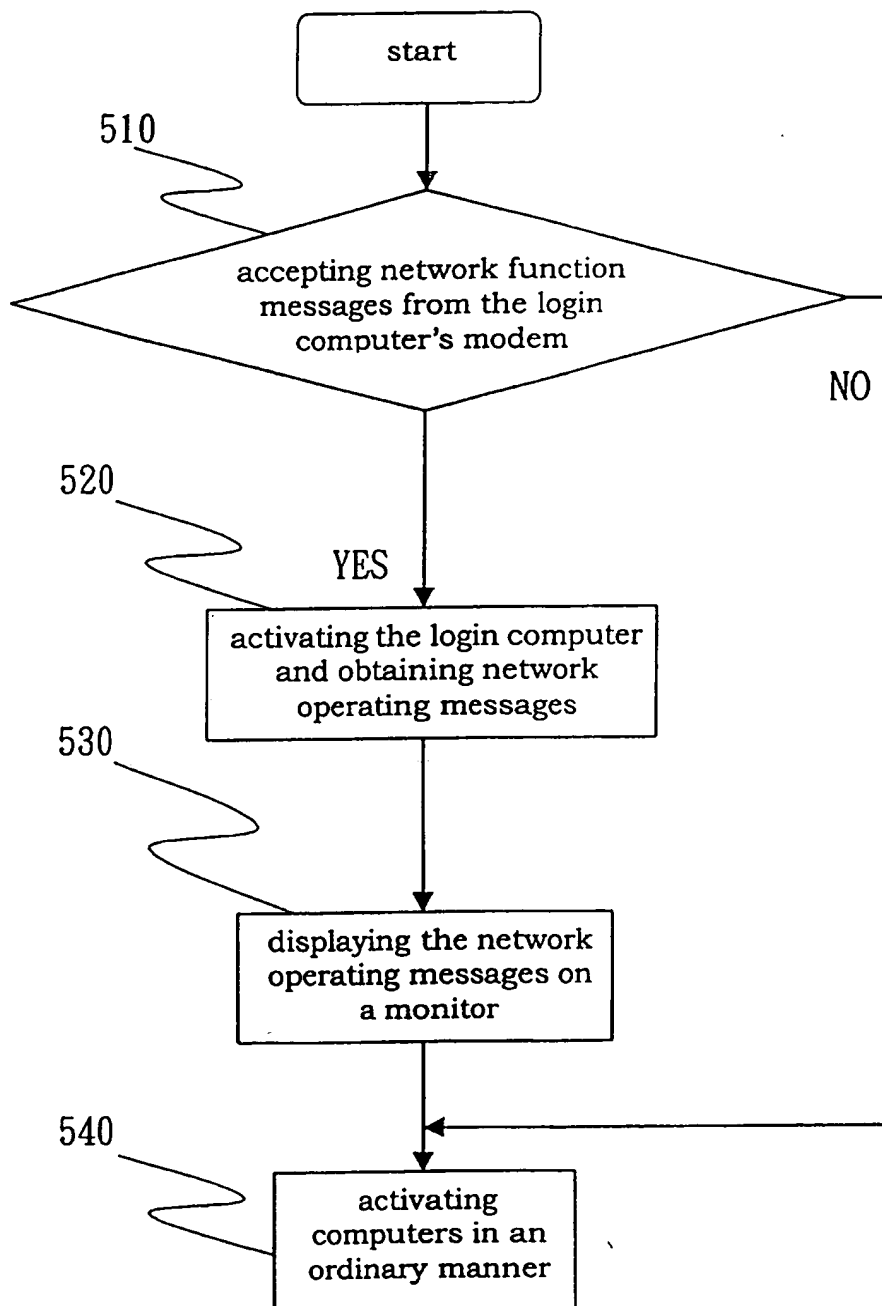 start
510
accepting network function
messages from the login
computer's modem
NO
520
YES
activating the login computer
and obtaining network
operating messages
530
displaying the network
operating messages on
a monitor
540
activating
computers in an
ordinary manner